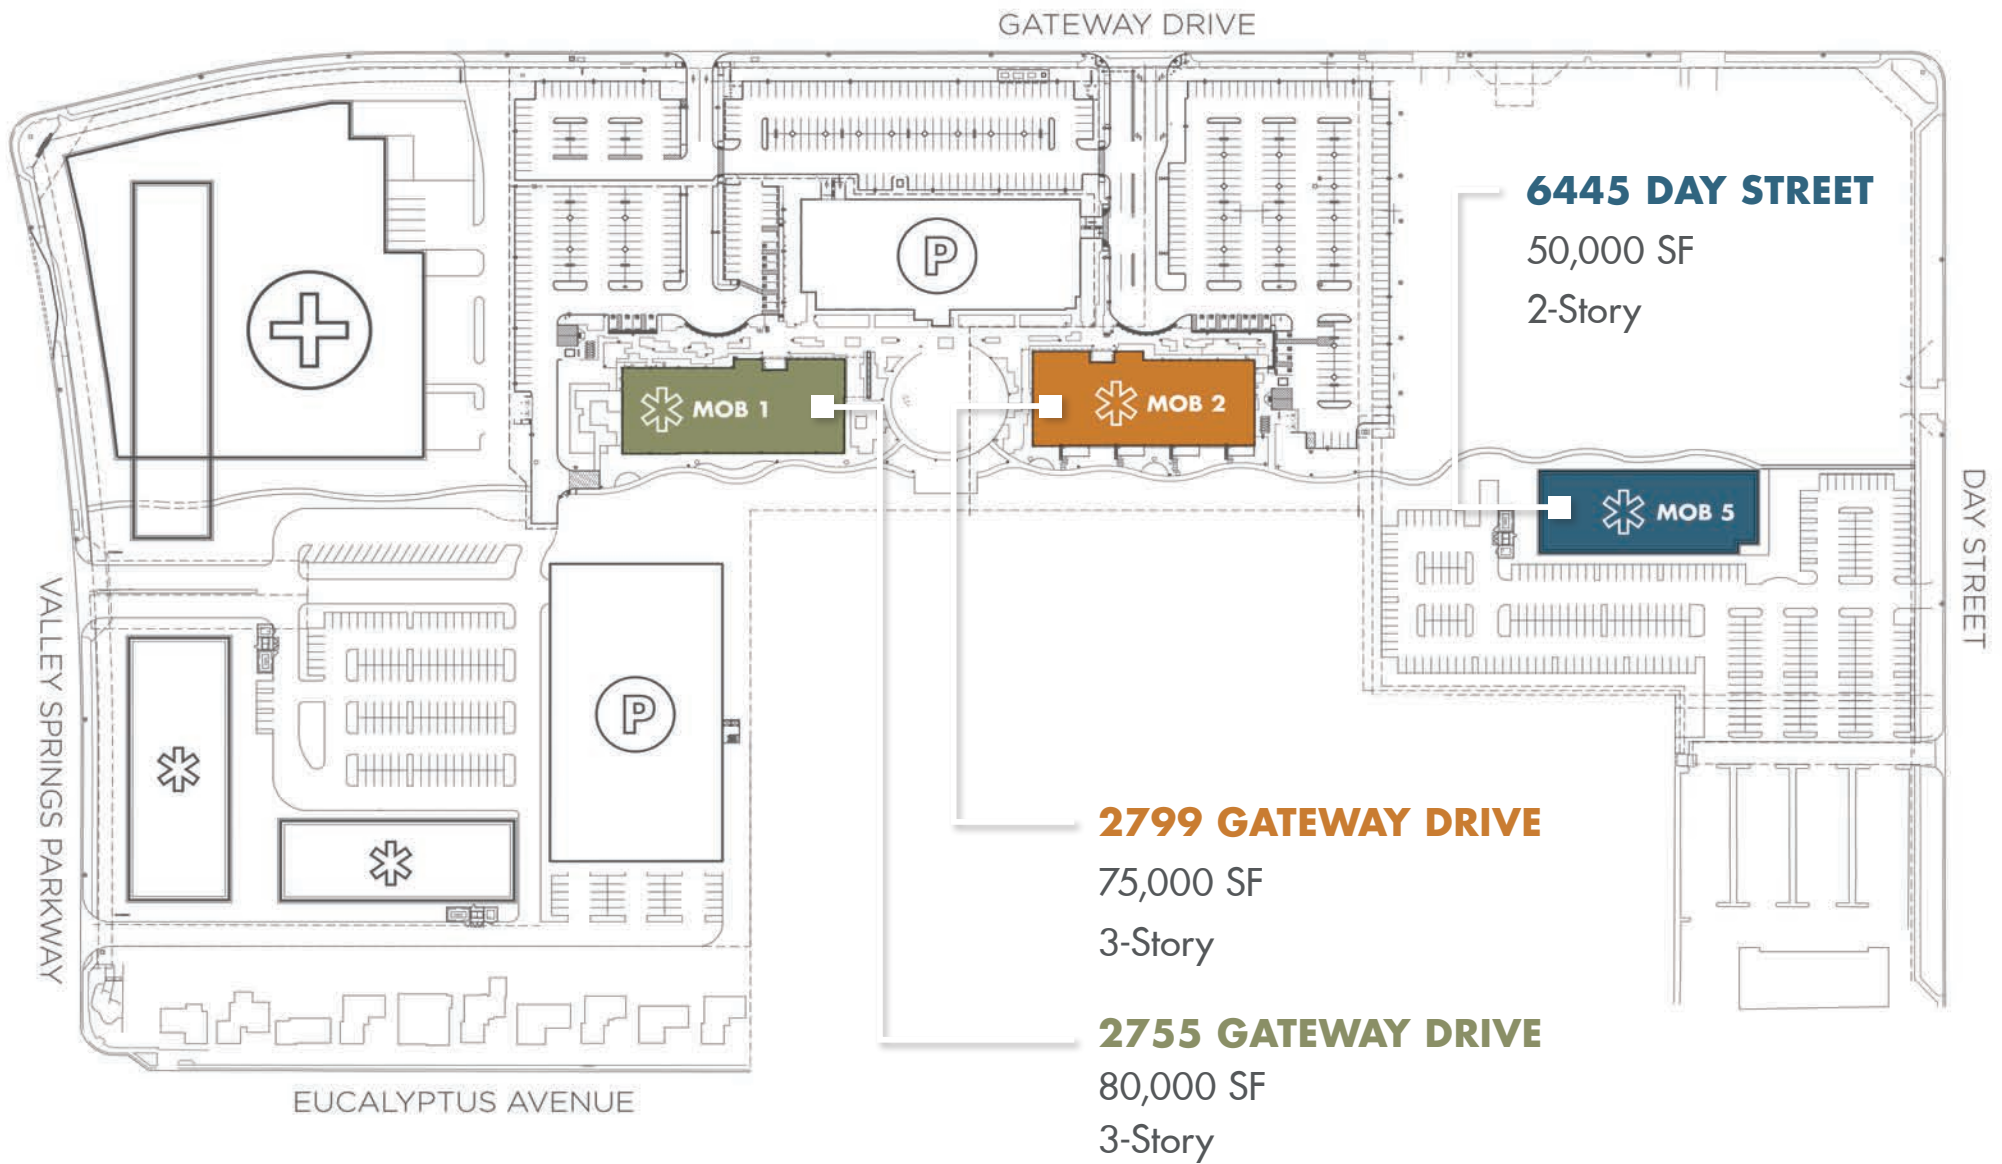 GATEWAY DRIVE
6445 DAY STREET
50,000 SF
2-Story
P
MOB 1
MOB 2
MOB 5
DAY STREET
VALLEY SPRINGS PARKWAY
P
2799 GATEWAY DRIVE
75,000 SF
3-Story
2755 GATEWAY DRIVE
80,000 SF
3-Story
EUCALYPTUS AVENUE